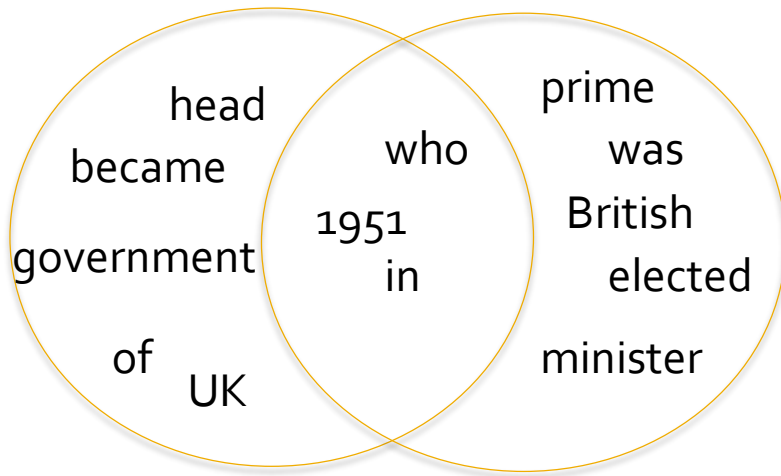 head
became
government
of
UK
who
1951
in
prime
was
British
elected
minister